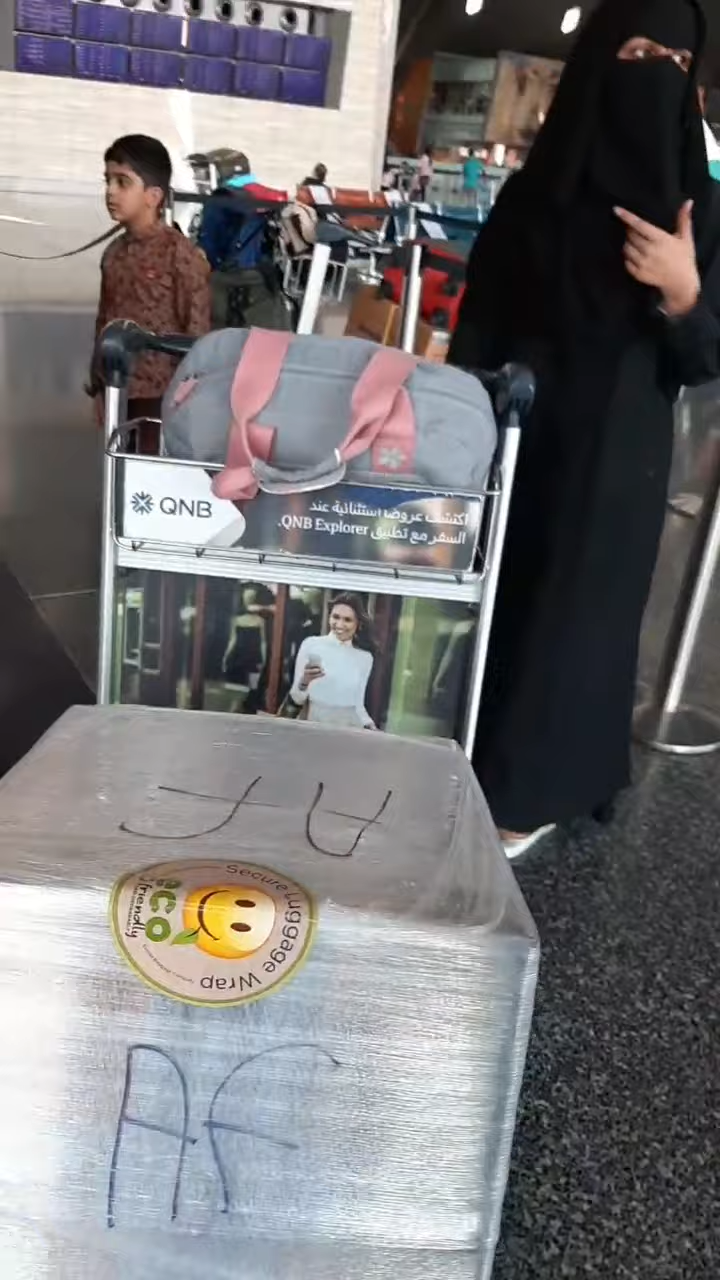 QNB
اكتشف عروضًا استثنائية عند
السفر مع تطبيق QNB Explorer.
AF
Secure luggage Wrap
eco
friendly
AF